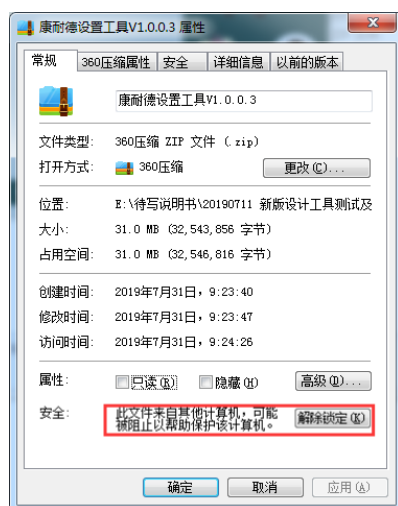 康耐德设置工具V1.0.0.3 属性
常规 360压缩属性 安全 详细信息 以前的版本
康耐德设置工具V1.0.0.3
文件类型: 360压缩 ZIP 文件 (.zip)
打开方式: 360压缩 更改(C)...
位置: E:\待写说明书\20190711 新版设计工具测试及
大小: 31.0 MB (32,543,856 字节)
占用空间: 31.0 MB (32,546,816 字节)
创建时间: 2019年7月31日，9:23:40
修改时间: 2019年7月31日，9:23:47
访问时间: 2019年7月31日，9:24:26
属性: 只读(R) 隐藏(H) 高级(D)...
安全: 此文件来自其他计算机，可能 解除锁定(K)
被阻止以帮助保护该计算机。
确定 取消 应用(A)